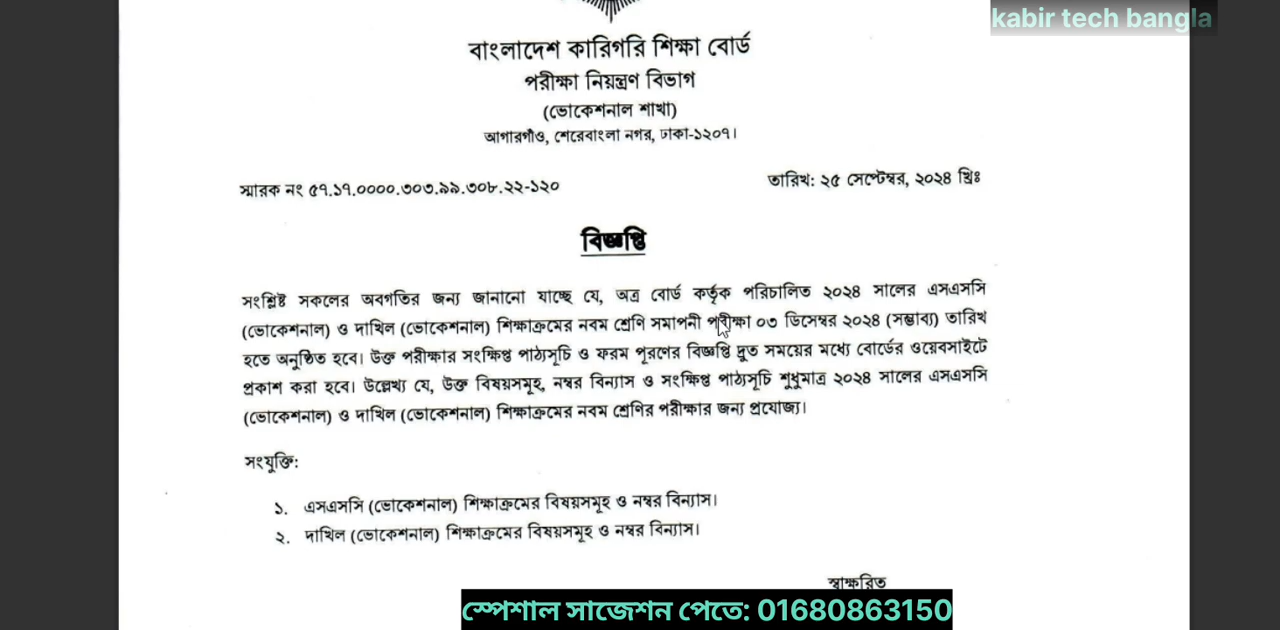 kabir tech bangla
বাংলাদেশ কারিগরি শিক্ষা বোর্ড
পরীক্ষা নিয়ন্ত্রণ বিভাগ
(ভোকেশনাল শাখা)
আগারগাঁও, শেরেবাংলা নগর, ঢাকা-১২০৭।
স্মারক নং ৫৭.১৭.০০০০.৩০৩.৯৯.৩০৮.২২-১২০
তারিখ: ২৫ সেপ্টেম্বর, ২০২৪ খ্রিঃ
বিজ্ঞপ্তি
সংশ্লিষ্ট সকলের অবগতির জন্য জানানো যাচ্ছে যে, অত্র বোর্ড কর্তৃক পরিচালিত ২০২৪ সালের এসএসসি
(ভোকেশনাল) ও দাখিল (ভোকেশনাল) শিক্ষাক্রমের নবম শ্রেণি সমাপনী পরীক্ষা ০৩ ডিসেম্বর ২০২৪ (সম্ভাব্য) তারিখ
হতে অনুষ্ঠিত হবে। উক্ত পরীক্ষার সংক্ষিপ্ত পাঠ্যসূচি ও ফরম পূরণের বিজ্ঞপ্তি দ্রুত সময়ের মধ্যে বোর্ডের ওয়েবসাইটে
প্রকাশ করা হবে। উল্লেখ্য যে, উক্ত বিষয়সমূহ, নম্বর বিন্যাস ও সংক্ষিপ্ত পাঠ্যসূচি শুধুমাত্র ২০২৪ সালের এসএসসি
(ভোকেশনাল) ও দাখিল (ভোকেশনাল) শিক্ষাক্রমের নবম শ্রেণির পরীক্ষার জন্য প্রযোজ্য।
সংযুক্তি:
১. এসএসসি (ভোকেশনাল) শিক্ষাক্রমের বিষয়সমূহ ও নম্বর বিন্যাস।
২. দাখিল (ভোকেশনাল) শিক্ষাক্রমের বিষয়সমূহ ও নম্বর বিন্যাস।
স্বাক্ষরিত
স্পেশাল সাজেশন পেতে: 01680863150